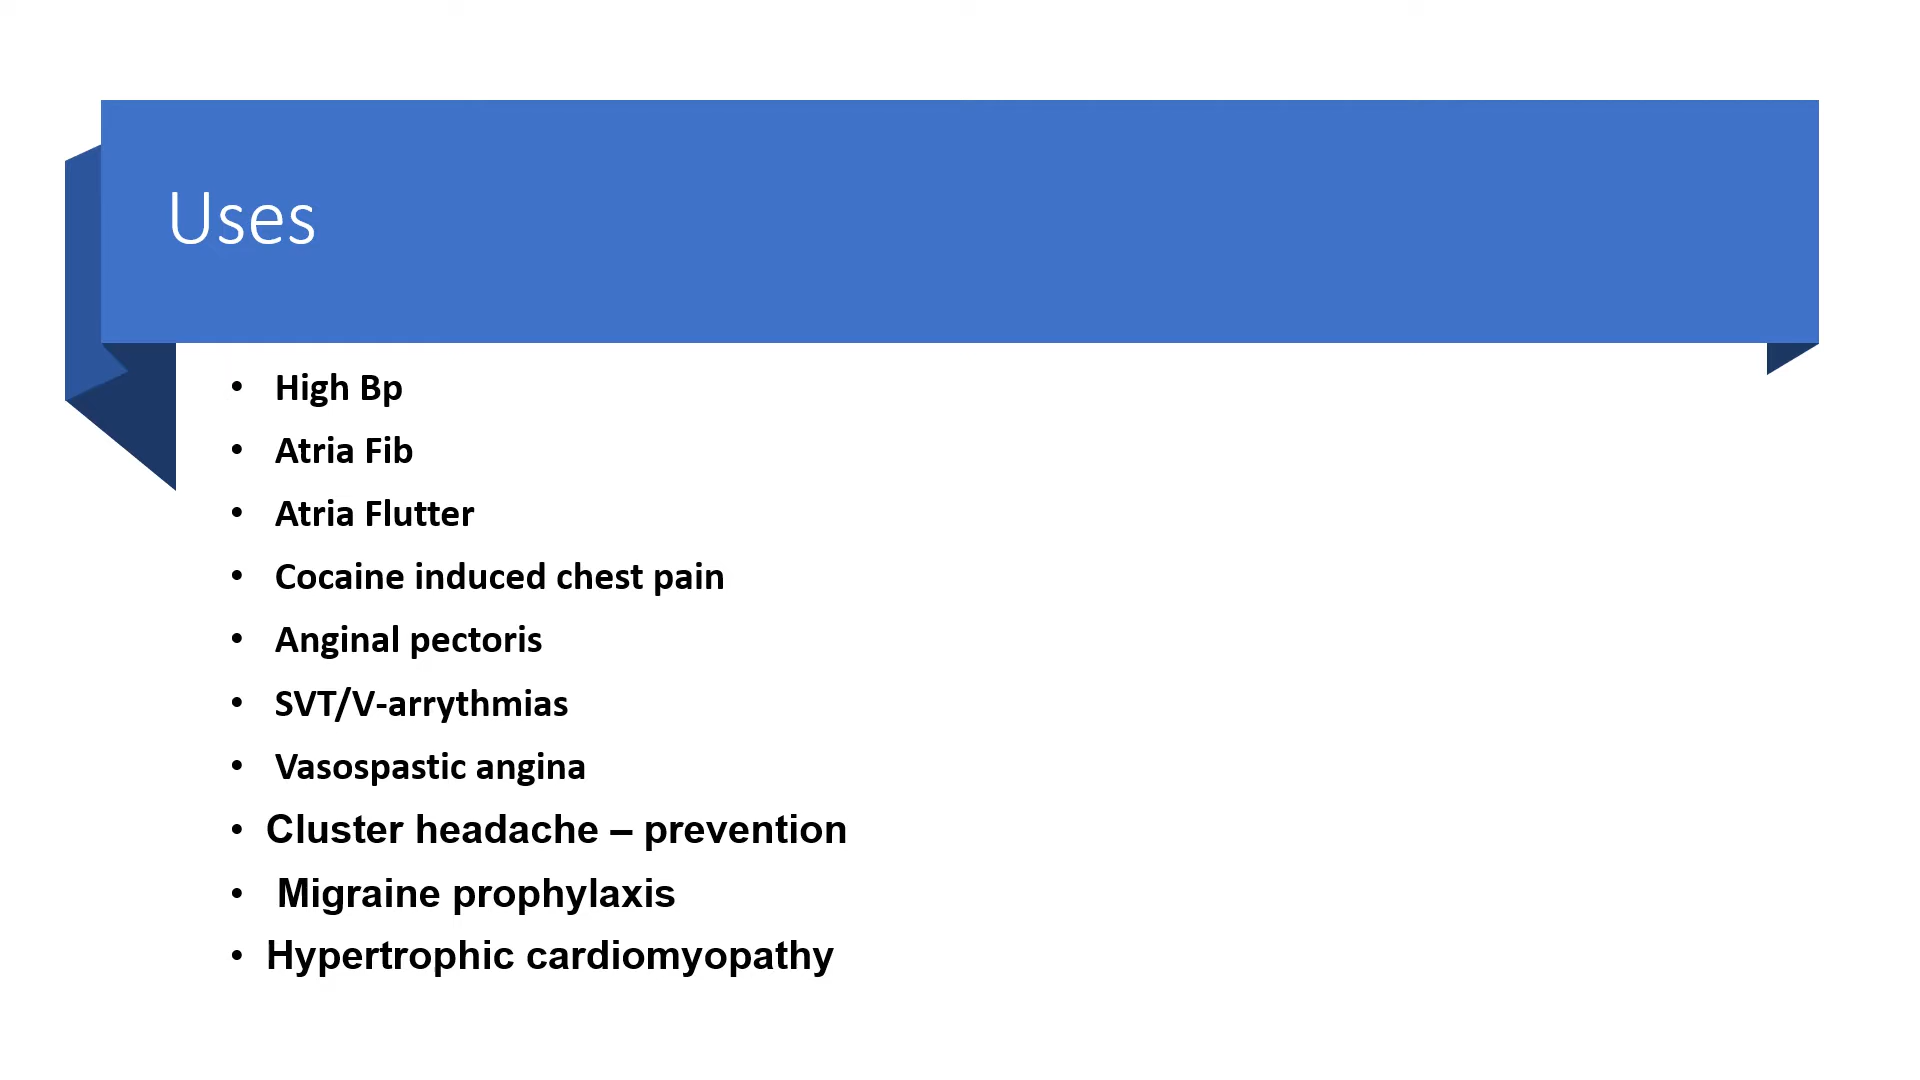 Uses
• High Bp
• Atria Fib
• Atria Flutter
• Cocaine induced chest pain
• Anginal pectoris
• SVT/V-arrythmias
• Vasospastic angina
• Cluster headache – prevention
• Migraine prophylaxis
• Hypertrophic cardiomyopathy